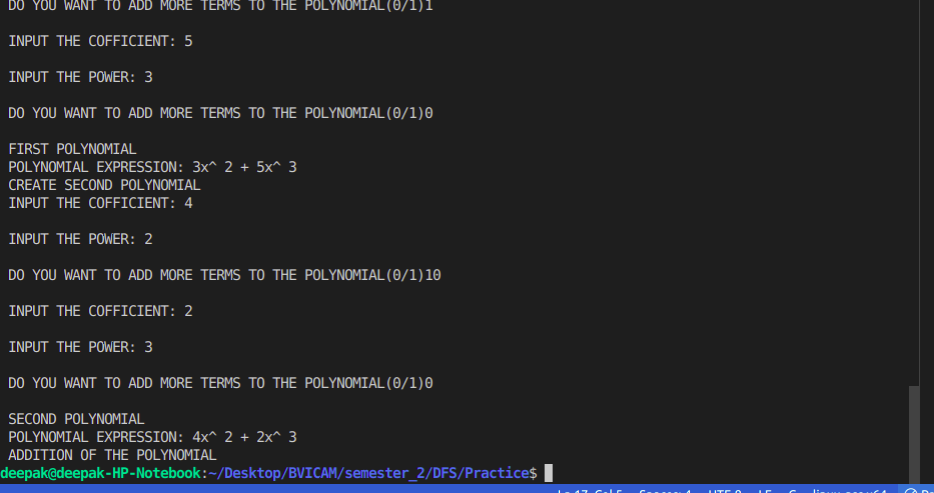 DO YOU WANT TO ADD MORE TERMS TO THE POLYNOMIAL(0/1)1
INPUT THE COFFICIENT: 5
INPUT THE POWER: 3
DO YOU WANT TO ADD MORE TERMS TO THE POLYNOMIAL(0/1)0
FIRST POLYNOMIAL
POLYNOMIAL EXPRESSION: 3x^ 2 + 5x^ 3
CREATE SECOND POLYNOMIAL
INPUT THE COFFICIENT: 4
INPUT THE POWER: 2
DO YOU WANT TO ADD MORE TERMS TO THE POLYNOMIAL(0/1)10
INPUT THE COFFICIENT: 2
INPUT THE POWER: 3
DO YOU WANT TO ADD MORE TERMS TO THE POLYNOMIAL(0/1)0
SECOND POLYNOMIAL
POLYNOMIAL EXPRESSION: 4x^ 2 + 2x^ 3
ADDITION OF THE POLYNOMIAL
deepak@deepak-HP-Notebook:~/Desktop/BVICAM/semester_2/DFS/Practice$